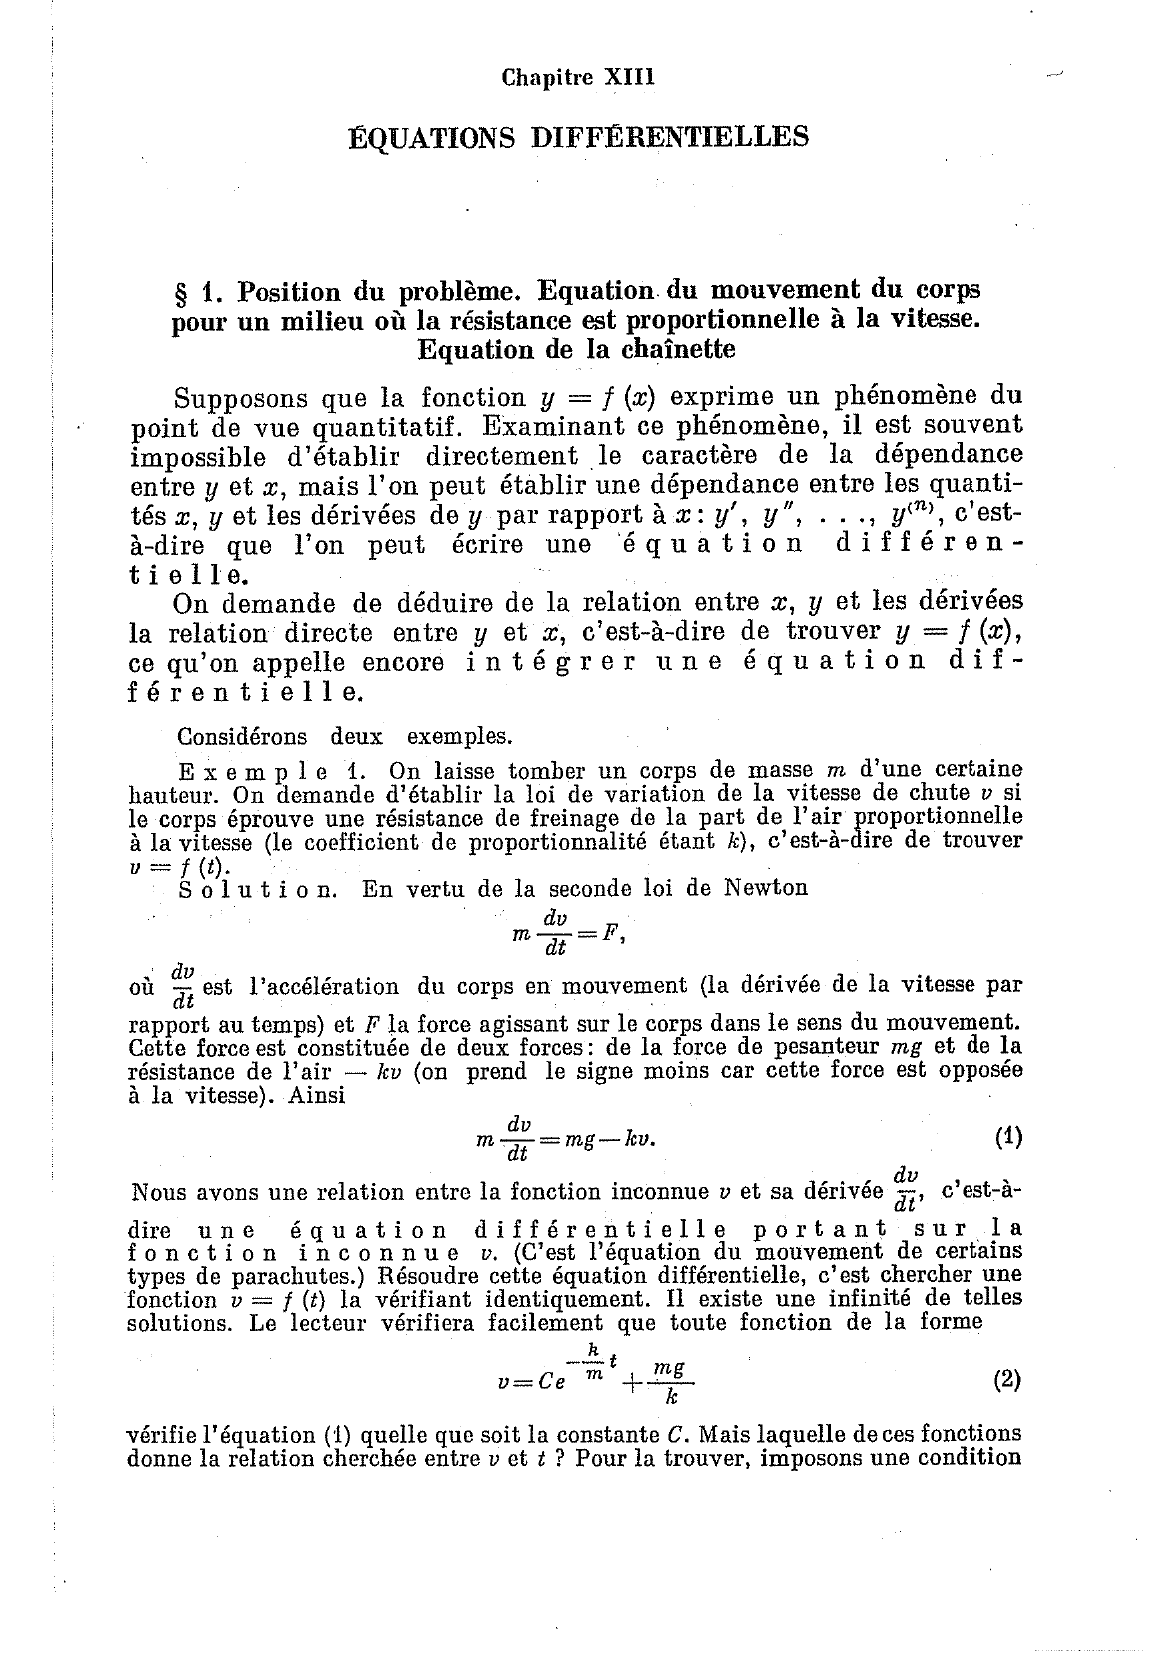 Chapitre XIII
ÉQUATIONS DIFFÉRENTIELLES
§ 1. Position du problème. Equation du mouvement du corps
pour un milieu où la résistance est proportionnelle à la vitesse.
Equation de la chaînette
Supposons que la fonction y = f (x) exprime un phénomène du
point de vue quantitatif. Examinant ce phénomène, il est souvent
impossible d'établir directement le caractère de la dépendance
entre y et x, mais l'on peut établir une dépendance entre les quanti-
tés x, y et les dérivées de y par rapport à x : y′, y″, . . ., y⁽ⁿ⁾, c'est-
à-dire que l'on peut écrire une équation différen-
tielle.
On demande de déduire de la relation entre x, y et les dérivées
la relation directe entre y et x, c'est-à-dire de trouver y = f (x),
ce qu'on appelle encore intégrer une équation dif-
férentielle.
Considérons deux exemples.
Exemple 1. On laisse tomber un corps de masse m d'une certaine
hauteur. On demande d'établir la loi de variation de la vitesse de chute v si
le corps éprouve une résistance de freinage de la part de l'air proportionnelle
à la vitesse (le coefficient de proportionnalité étant k), c'est-à-dire de trouver
v = f (t).
Solution. En vertu de la seconde loi de Newton
m dv/dt = F,
où dv/dt est l'accélération du corps en mouvement (la dérivée de la vitesse par
rapport au temps) et F la force agissant sur le corps dans le sens du mouvement.
Cette force est constituée de deux forces: de la force de pesanteur mg et de la
résistance de l'air — kv (on prend le signe moins car cette force est opposée
à la vitesse). Ainsi
m dv/dt = mg — kv. (1)
Nous avons une relation entre la fonction inconnue v et sa dérivée dv/dt, c'est-à-
dire une équation différentielle portant sur la
fonction inconnue v. (C'est l'équation du mouvement de certains
types de parachutes.) Résoudre cette équation différentielle, c'est chercher une
fonction v = f (t) la vérifiant identiquement. Il existe une infinité de telles
solutions. Le lecteur vérifiera facilement que toute fonction de la forme
v = Ce^(−k/m t) + mg/k (2)
vérifie l'équation (1) quelle que soit la constante C. Mais laquelle de ces fonctions
donne la relation cherchée entre v et t ? Pour la trouver, imposons une condition